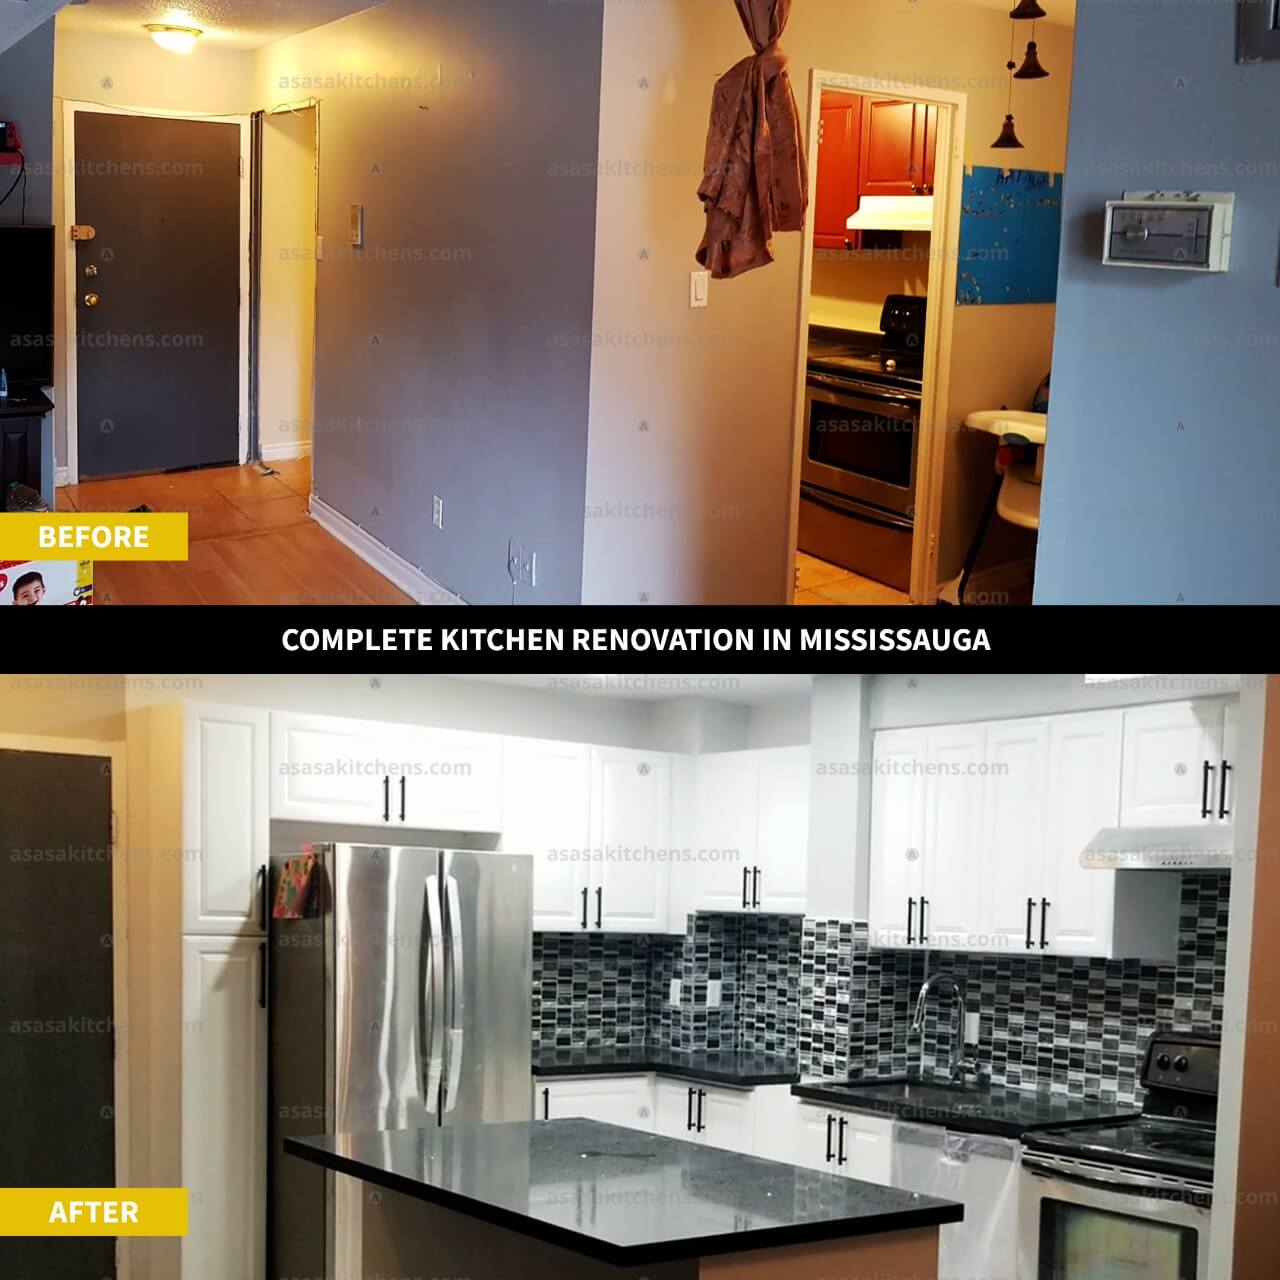 asasakitchens.com
BEFORE
COMPLETE KITCHEN RENOVATION IN MISSISSAUGA
AFTER